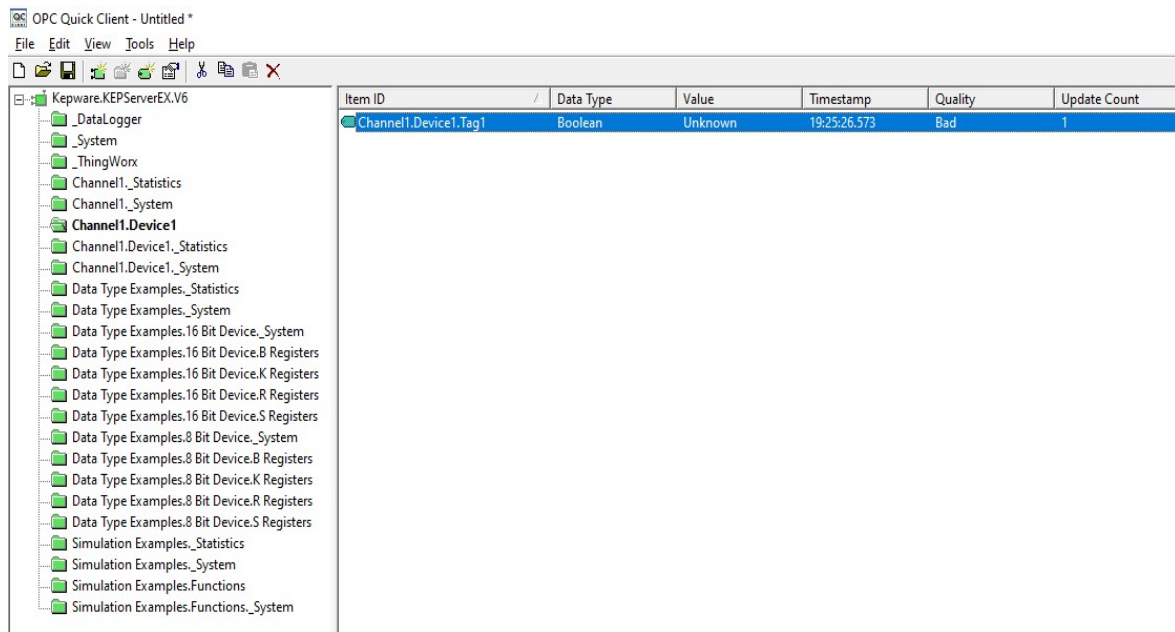 OPC Quick Client - Untitled *
File Edit View Tools Help
Kepware.KEPServerEX.V6
_DataLogger
_System
_ThingWorx
Channel1._Statistics
Channel1._System
Channel1.Device1
Channel1.Device1._Statistics
Channel1.Device1._System
Data Type Examples._Statistics
Data Type Examples._System
Data Type Examples.16 Bit Device._System
Data Type Examples.16 Bit Device.B Registers
Data Type Examples.16 Bit Device.K Registers
Data Type Examples.16 Bit Device.R Registers
Data Type Examples.16 Bit Device.S Registers
Data Type Examples.8 Bit Device._System
Data Type Examples.8 Bit Device.B Registers
Data Type Examples.8 Bit Device.K Registers
Data Type Examples.8 Bit Device.R Registers
Data Type Examples.8 Bit Device.S Registers
Simulation Examples._Statistics
Simulation Examples._System
Simulation Examples.Functions
Simulation Examples.Functions._System
Item ID Data Type Value Timestamp Quality Update Count
Channel1.Device1.Tag1 Boolean Unknown 19:25:26.573 Bad 1